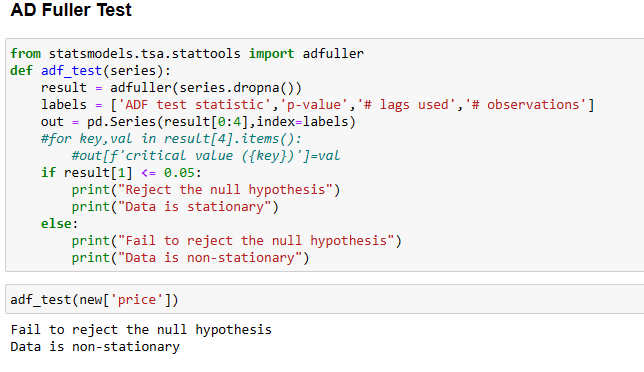 AD Fuller Test
from statsmodels.tsa.stattools import adfuller
def adf_test(series):
    result = adfuller(series.dropna())
    labels = ['ADF test statistic','p-value','# lags used','# observations']
    out = pd.Series(result[0:4],index=labels)
    #for key,val in result[4].items():
        #out[f'critical value ({key})']=val
    if result[1] <= 0.05:
        print("Reject the null hypothesis")
        print("Data is stationary")
    else:
        print("Fail to reject the null hypothesis")
        print("Data is non-stationary")
adf_test(new['price'])
Fail to reject the null hypothesis
Data is non-stationary